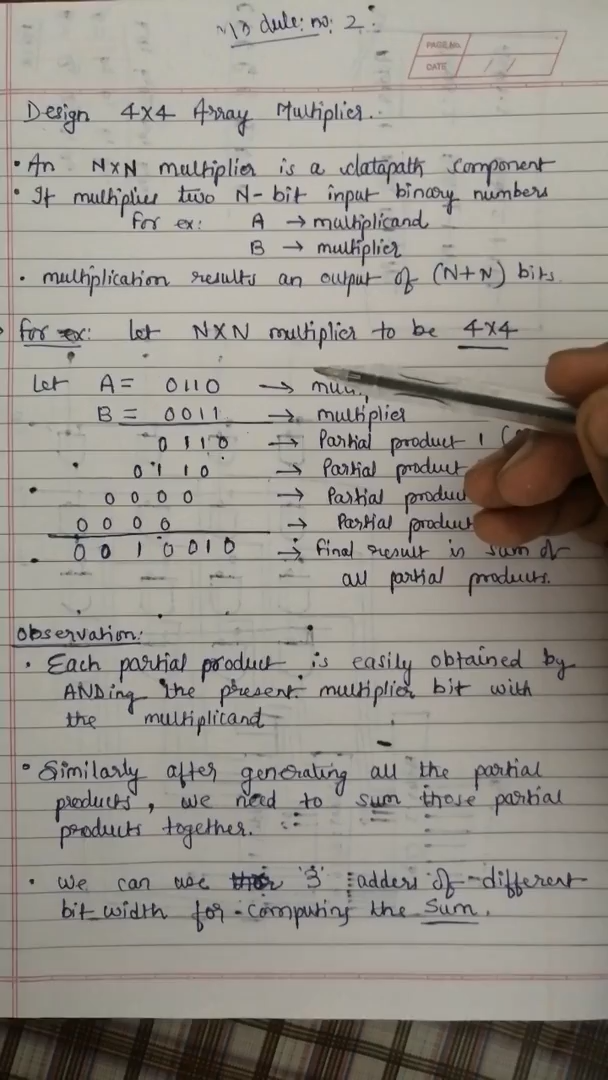 Module: no: 2:
PAGE No.
DATE / /
Design 4x4 Array Multiplier.
• An NXN multiplier is a datapath component
• It multiplies two N-bit input binary numbers
for ex: A → multiplicand
B → multiplier
• multiplication results an output of (N+N) bits.
for ex: let NXN multiplier to be 4x4
Let A = 0110 →
B = 0011 → multiplier
0110 → Partial product 1
0110 → Partial product
0000 → Partial
0000 → Partial product
0010010 → final result is sum of
all partial products.
Observation:
• Each partial product is easily obtained by
ANDing the present multiplier bit with
the multiplicand
• Similarly after generating all the partial
products, we need to sum those partial
products together.
• we can use '3' adders of different
bit width for computing the sum.